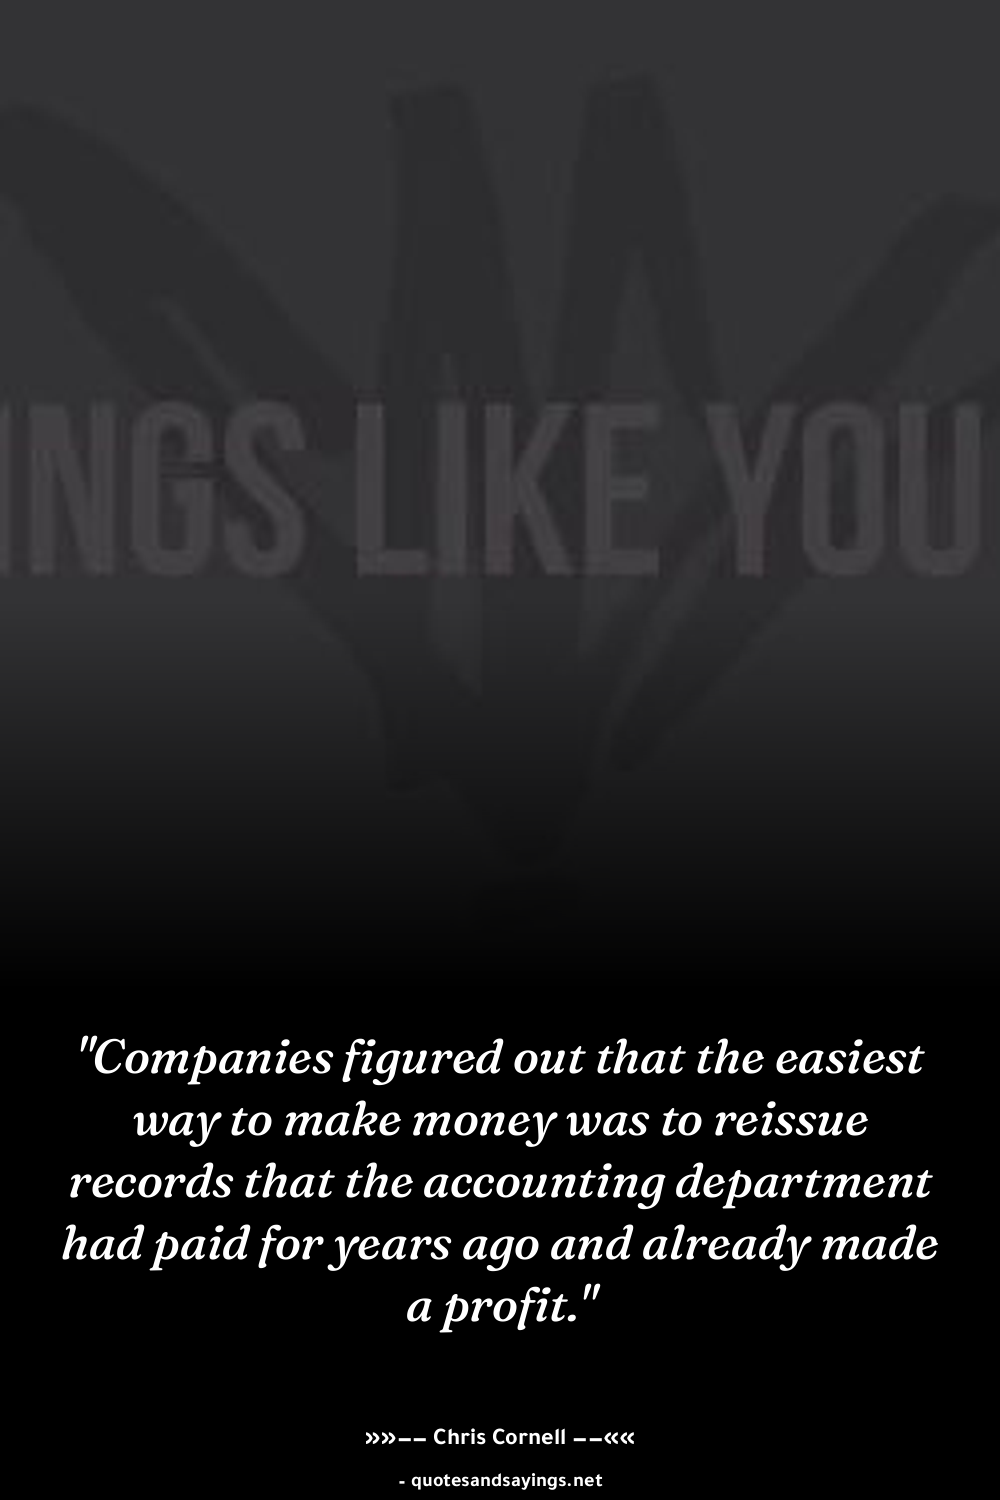 INGS LIKE YOU
"Companies figured out that the easiest
way to make money was to reissue
records that the accounting department
had paid for years ago and already made
a profit."
»»–– Chris Cornell ––««
- quotesandsayings.net